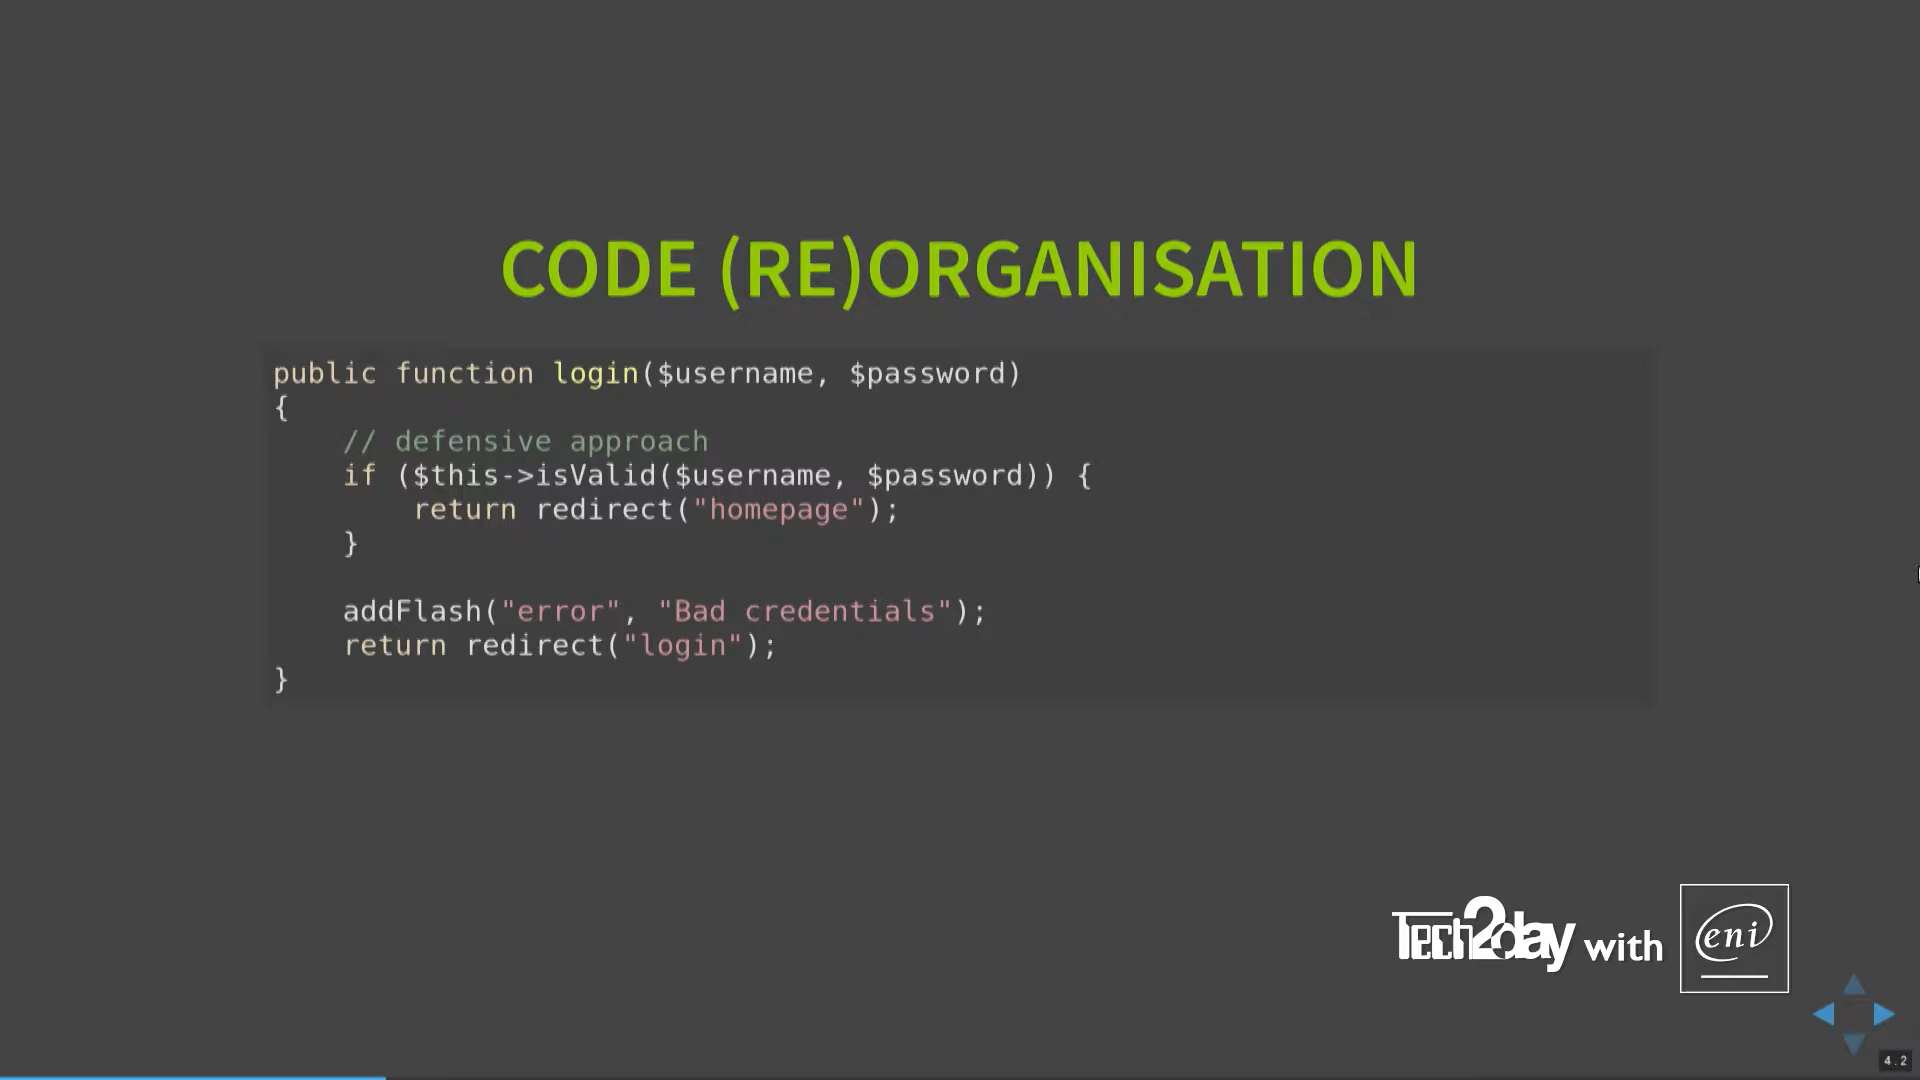 CODE (RE)ORGANISATION
public function login($username, $password)
{
    // defensive approach
    if ($this->isValid($username, $password)) {
        return redirect("homepage");
    }

    addFlash("error", "Bad credentials");
    return redirect("login");
}
Tech2day with eni
4.2